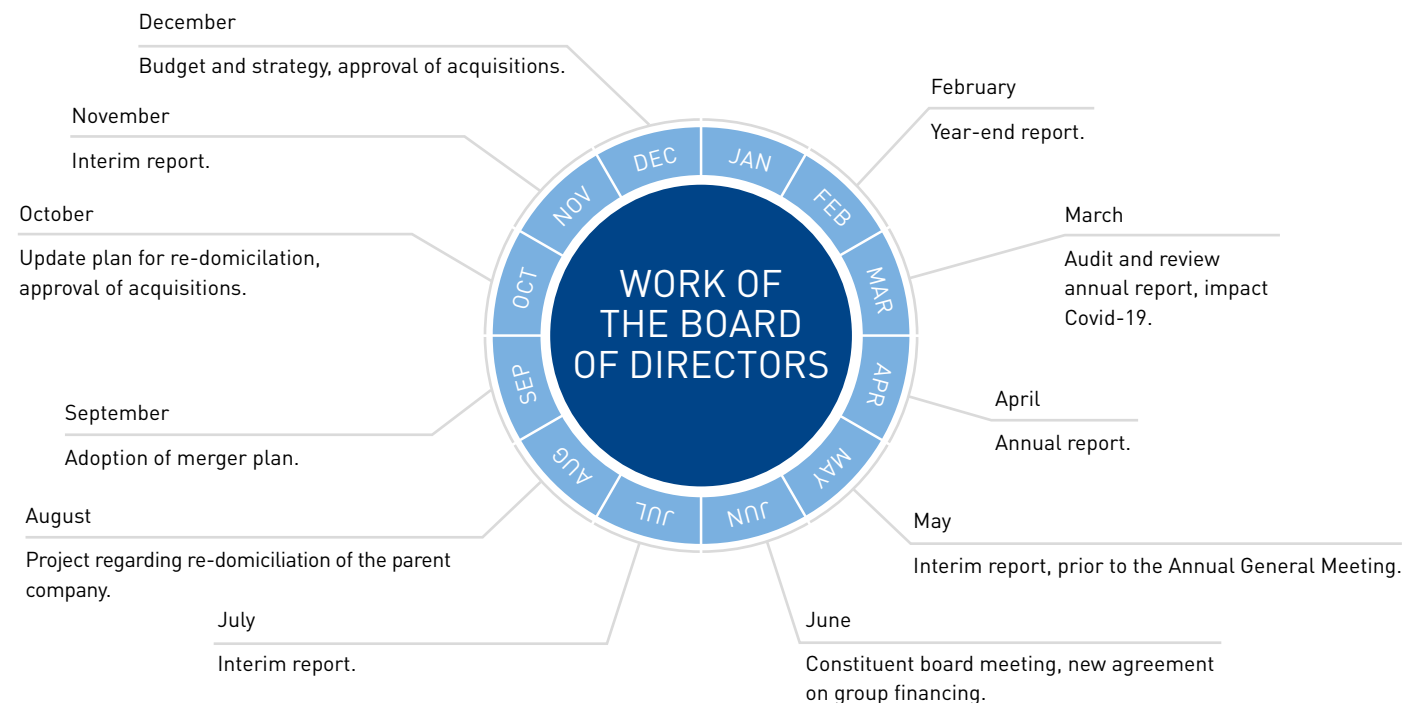 December
Budget and strategy, approval of acquisitions.
November
Interim report.
October
Update plan for re-domicilation,
approval of acquisitions.
September
Adoption of merger plan.
August
Project regarding re-domiciliation of the parent
company.
July
Interim report.
February
Year-end report.
March
Audit and review
annual report, impact
Covid-19.
April
Annual report.
May
Interim report, prior to the Annual General Meeting.
June
Constituent board meeting, new agreement
on group financing.
JAN
FEB
MAR
APR
MAY
JUN
JUL
AUG
SEP
OCT
NOV
DEC
WORK OF
THE BOARD
OF DIRECTORS